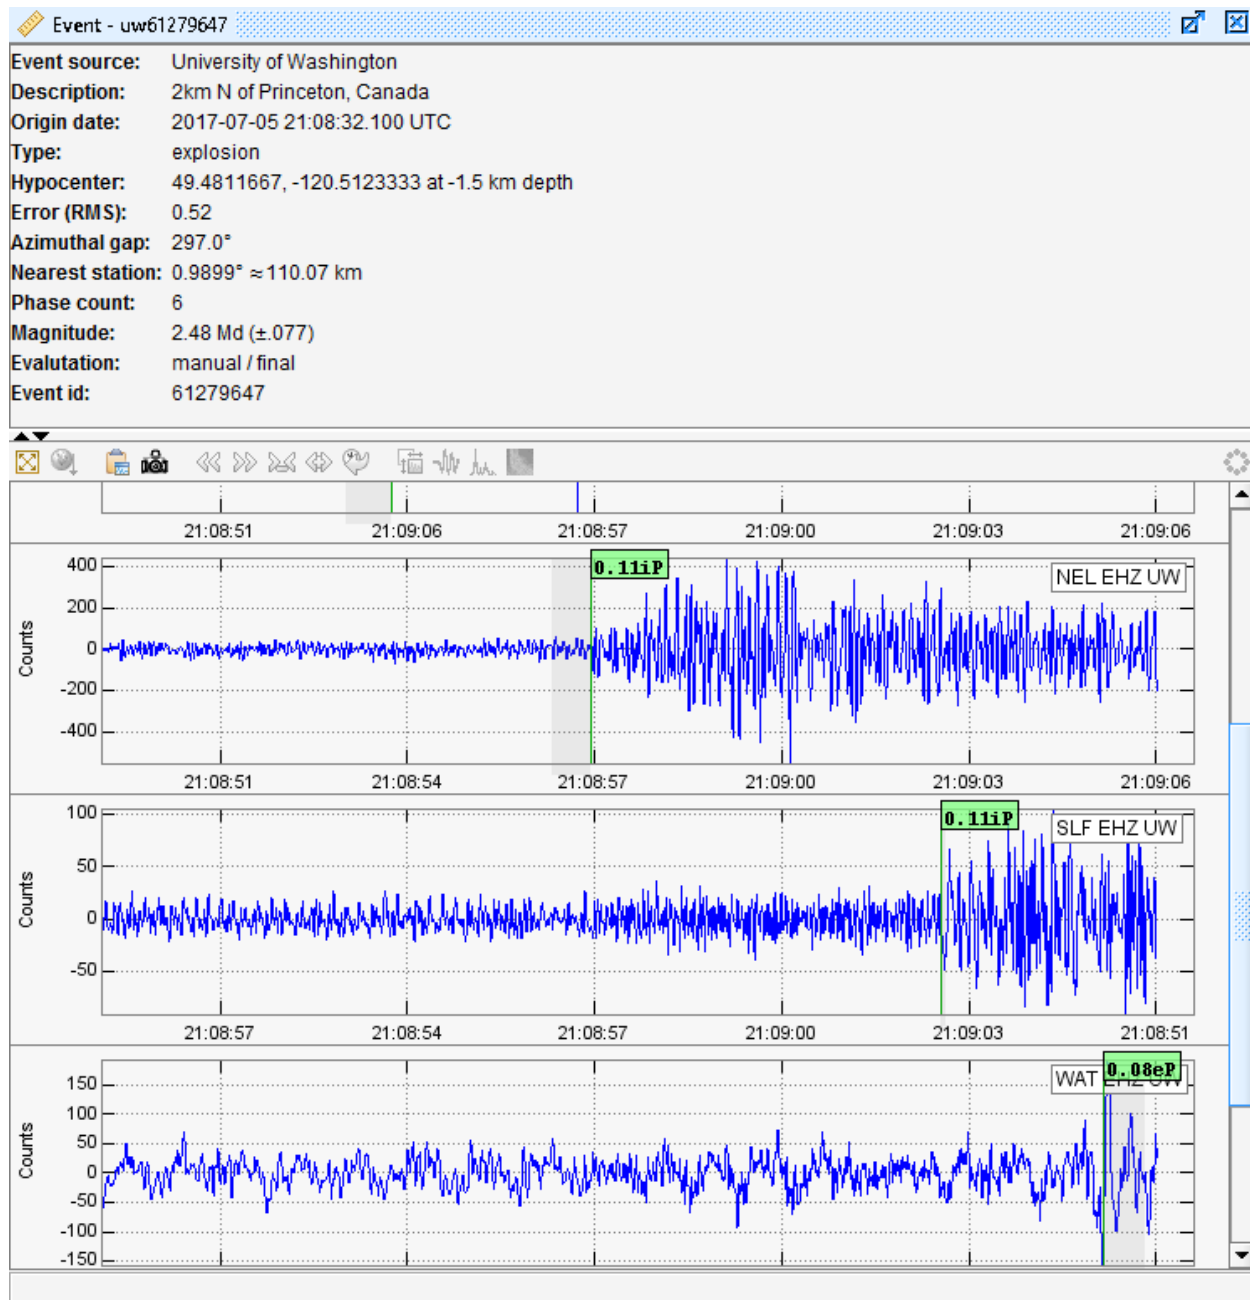 Event - uw61279647
Event source: University of Washington
Description: 2km N of Princeton, Canada
Origin date: 2017-07-05 21:08:32.100 UTC
Type: explosion
Hypocenter: 49.4811667, -120.5123333 at -1.5 km depth
Error (RMS): 0.52
Azimuthal gap: 297.0°
Nearest station: 0.9899° ≈110.07 km
Phase count: 6
Magnitude: 2.48 Md (±.077)
Evalutation: manual / final
Event id: 61279647
21:08:51 21:09:06 21:08:57 21:09:00 21:09:03 21:09:06
0.11iP
NEL EHZ UW
400
200
0
-200
-400
Counts
21:08:51 21:08:54 21:08:57 21:09:00 21:09:03 21:09:06
0.11iP
SLF EHZ UW
100
50
0
-50
Counts
21:08:57 21:08:54 21:08:57 21:09:00 21:09:03 21:08:51
0.08eP
WAT EHZ UW
150
100
50
0
-50
-100
-150
Counts